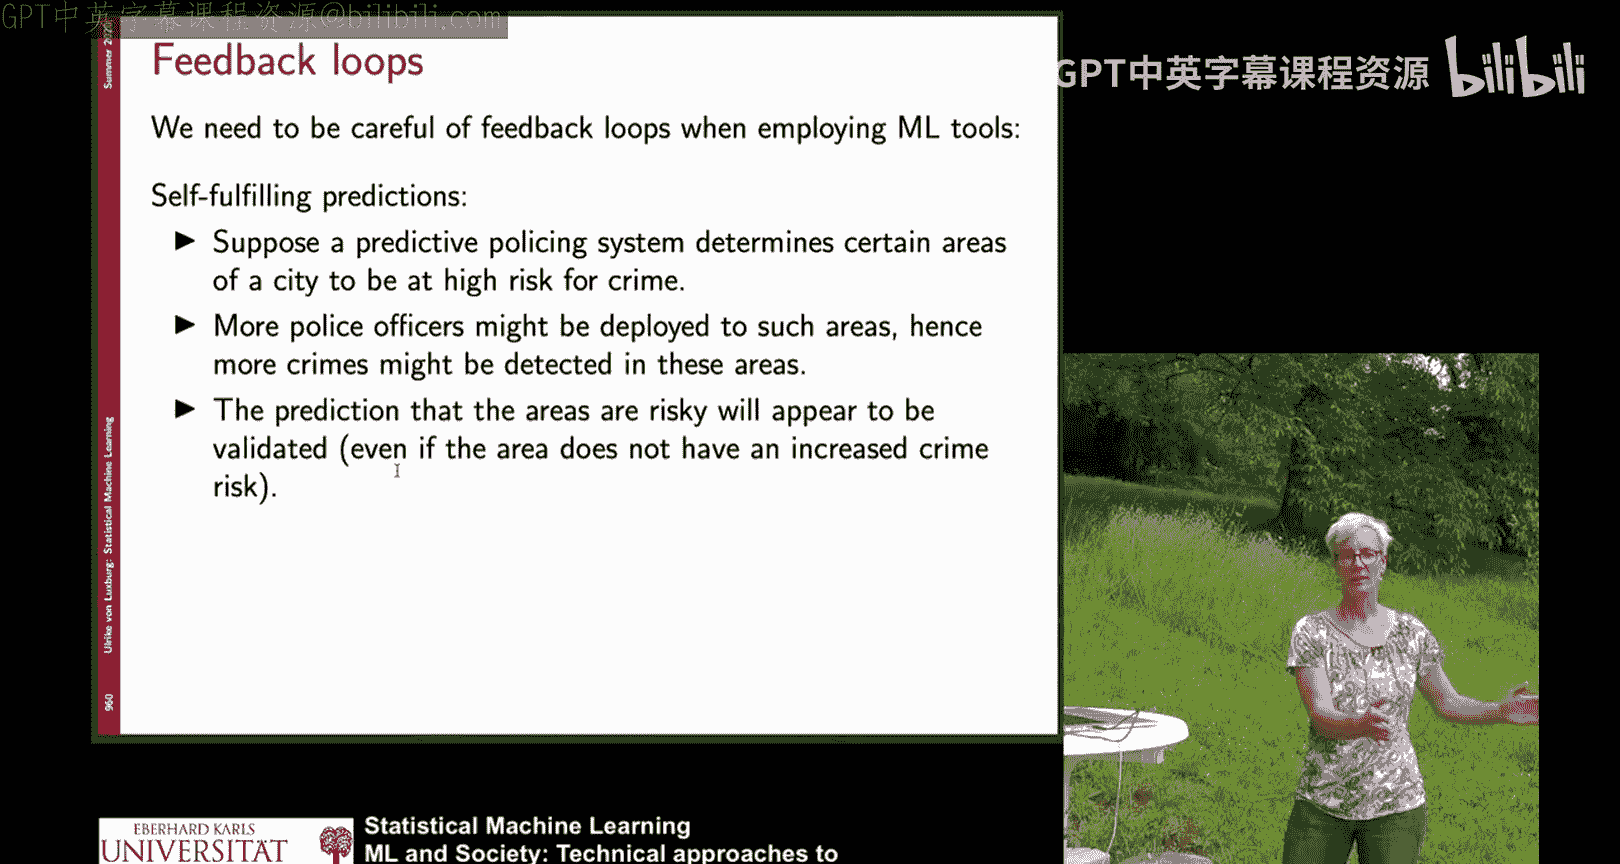 GPT中英字幕课程资源@bilibili.com
GPT中英字幕课程资源 bilibili
Feedback loops
We need to be careful of feedback loops when employing ML tools:
Self-fulfilling predictions:
▶ Suppose a predictive policing system determines certain areas
of a city to be at high risk for crime.
▶ More police officers might be deployed to such areas, hence
more crimes might be detected in these areas.
▶ The prediction that the areas are risky will appear to be
validated (even if the area does not have an increased crime
risk).
Ulrike von Luxburg: Statistical Machine Learning
960
EBERHARD KARLS
UNIVERSITÄT
Statistical Machine Learning
ML and Society: Technical approaches to